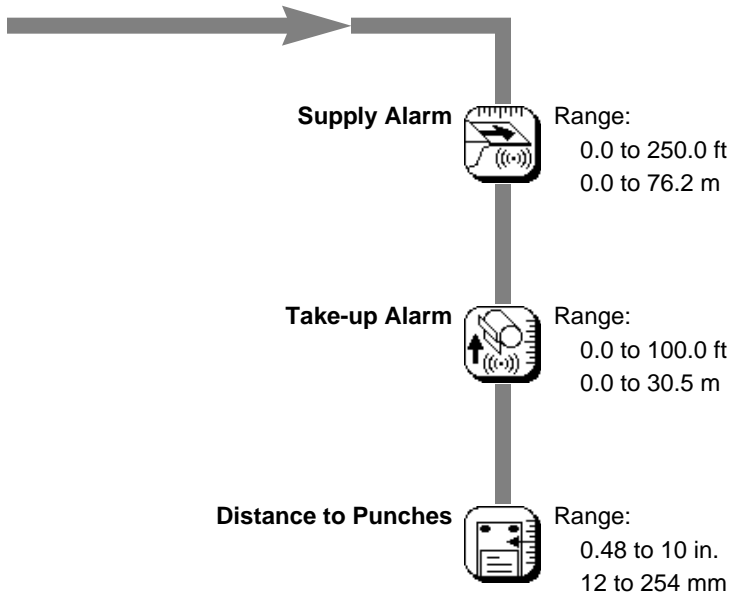 Supply Alarm Range:
0.0 to 250.0 ft
0.0 to 76.2 m
Take-up Alarm Range:
0.0 to 100.0 ft
0.0 to 30.5 m
Distance to Punches Range:
0.48 to 10 in.
12 to 254 mm